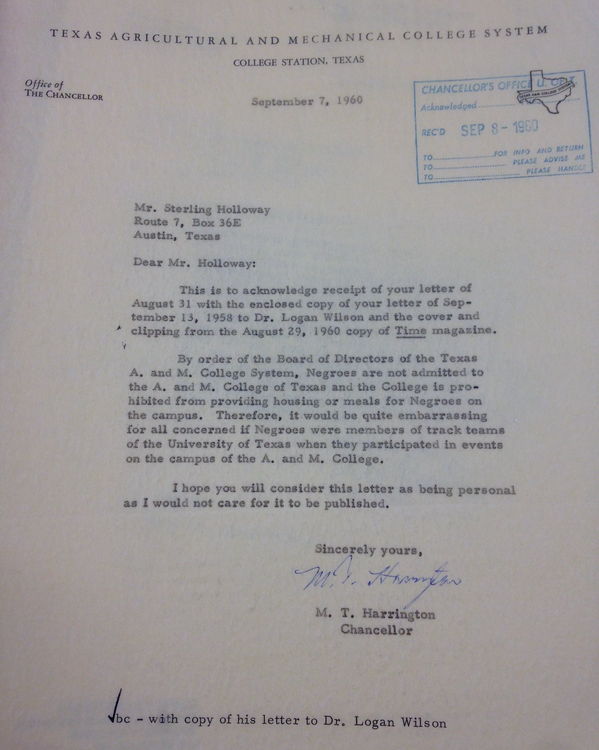 TEXAS AGRICULTURAL AND MECHANICAL COLLEGE SYSTEM
COLLEGE STATION, TEXAS
Office of
THE CHANCELLOR
September 7, 1960
CHANCELLOR'S OFFICE U. OF T.
Acknowledged
REC'D SEP 8 - 1960
TO FOR INFO AND RETURN
TO PLEASE ADVISE ME
TO PLEASE HANDLE
Mr. Sterling Holloway
Route 7, Box 36E
Austin, Texas
Dear Mr. Holloway:
This is to acknowledge receipt of your letter of
August 31 with the enclosed copy of your letter of Sep-
tember 13, 1958 to Dr. Logan Wilson and the cover and
clipping from the August 29, 1960 copy of Time magazine.
By order of the Board of Directors of the Texas
A. and M. College System, Negroes are not admitted to
the A. and M. College of Texas and the College is pro-
hibited from providing housing or meals for Negroes on
the campus. Therefore, it would be quite embarrassing
for all concerned if Negroes were members of track teams
of the University of Texas when they participated in events
on the campus of the A. and M. College.
I hope you will consider this letter as being personal
as I would not care for it to be published.
Sincerely yours,
M. T. Harrington
M. T. Harrington
Chancellor
bc - with copy of his letter to Dr. Logan Wilson